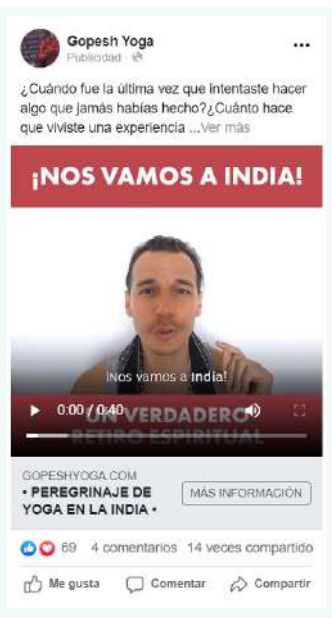 Gopesh Yoga
Publicidad ·
¿Cuándo fue la última vez que intentaste hacer
algo que jamás habías hecho?¿Cuánto hace
que viviste una experiencia ...Ver más
¡NOS VAMOS A INDIA!
¡Nos vamos a India!
0:00 / 0:40
UN VERDADERO
RETIRO ESPIRITUAL
GOPESHYOGA.COM
• PEREGRINAJE DE
YOGA EN LA INDIA •
MÁS INFORMACIÓN
69 4 comentarios 14 veces compartido
Me gusta Comentar Compartir